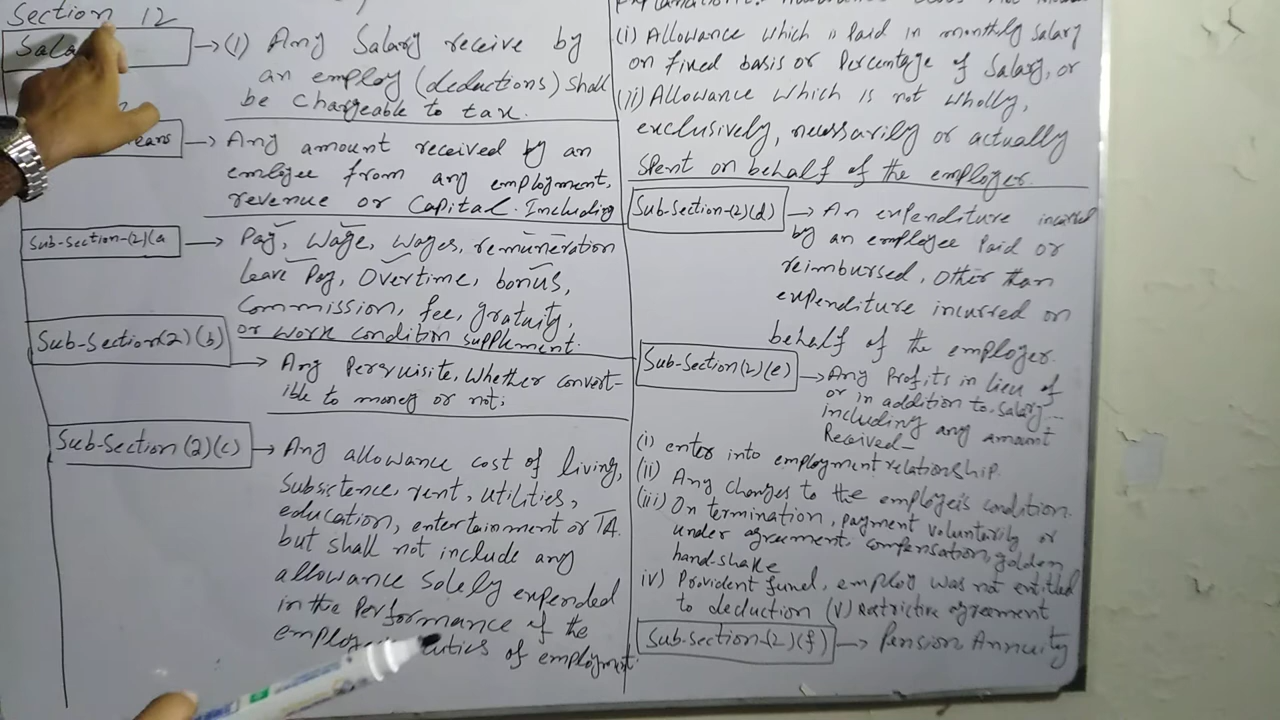 Section 12
Sala
→ (1) Any Salary receive by
an employ (deductions) shall
be chargeable to tax.
eans
→ Any amount received by an
emloyee from any employment,
revenue or Capital. Including
Sub-Section-(2)(a
→ Pay, Wage, Wages, remuneration
leave Pay, Overtime, bonus,
Commission, fee, gratuity,
or work condition supplement.
Sub-Section(2)(b)
→ Any Perquisite, whether convert-
ible to money or not;
Sub-Section(2)(c)
→ Any allowance cost of living,
Subsistence, rent, utilities,
education, entertainment or TA.
but shall not include any
allowance Solely expended
in the Performance of the
employ uties of employment.
(i) Allowance which is Paid in monthly Salary
on fixed basis or Percentage of Salary, or
(ii) Allowance which is not wholly,
exclusively, necessarily or actually
Spent on behalf of the employer.
Sub-Section-(2)(d)
→ An expenditure incurred
by an employee Paid or
reimbursed, other than
expenditure incurred on
behalf of the employer.
Sub-Section(2)(e)
→ Any Profits in lieu of
or in addition to Salary...
including any amount
Received-
(i) enter into employment relationship.
(ii) Any changes to the employeis condition.
(iii) On termination, payment voluntarily or
under agreement, compensation, golden
hand-shake
iv) Provident fund, employ was not entitled
to deduction (v) restrictive agreement
Sub-Section-(2)(f) → Pension Annuity